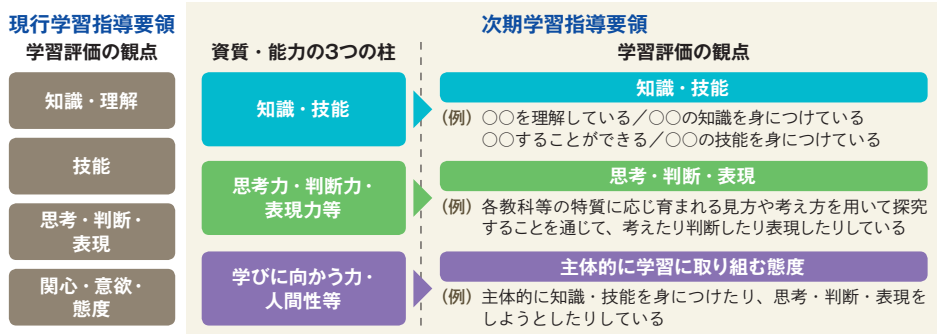 現行学習指導要領
学習評価の観点
知識・理解
技能
思考・判断・
表現
関心・意欲・
態度
次期学習指導要領
資質・能力の3つの柱
学習評価の観点
知識・技能
知識・技能
(例) ○○を理解している／○○の知識を身につけている
○○することができる／○○の技能を身につけている
思考力・判断力・
表現力等
思考・判断・表現
(例) 各教科等の特質に応じ育まれる見方や考え方を用いて探究
することを通じて、考えたり判断したり表現したりしている
学びに向かう力・
人間性等
主体的に学習に取り組む態度
(例) 主体的に知識・技能を身につけたり、思考・判断・表現を
しようとしたりしている